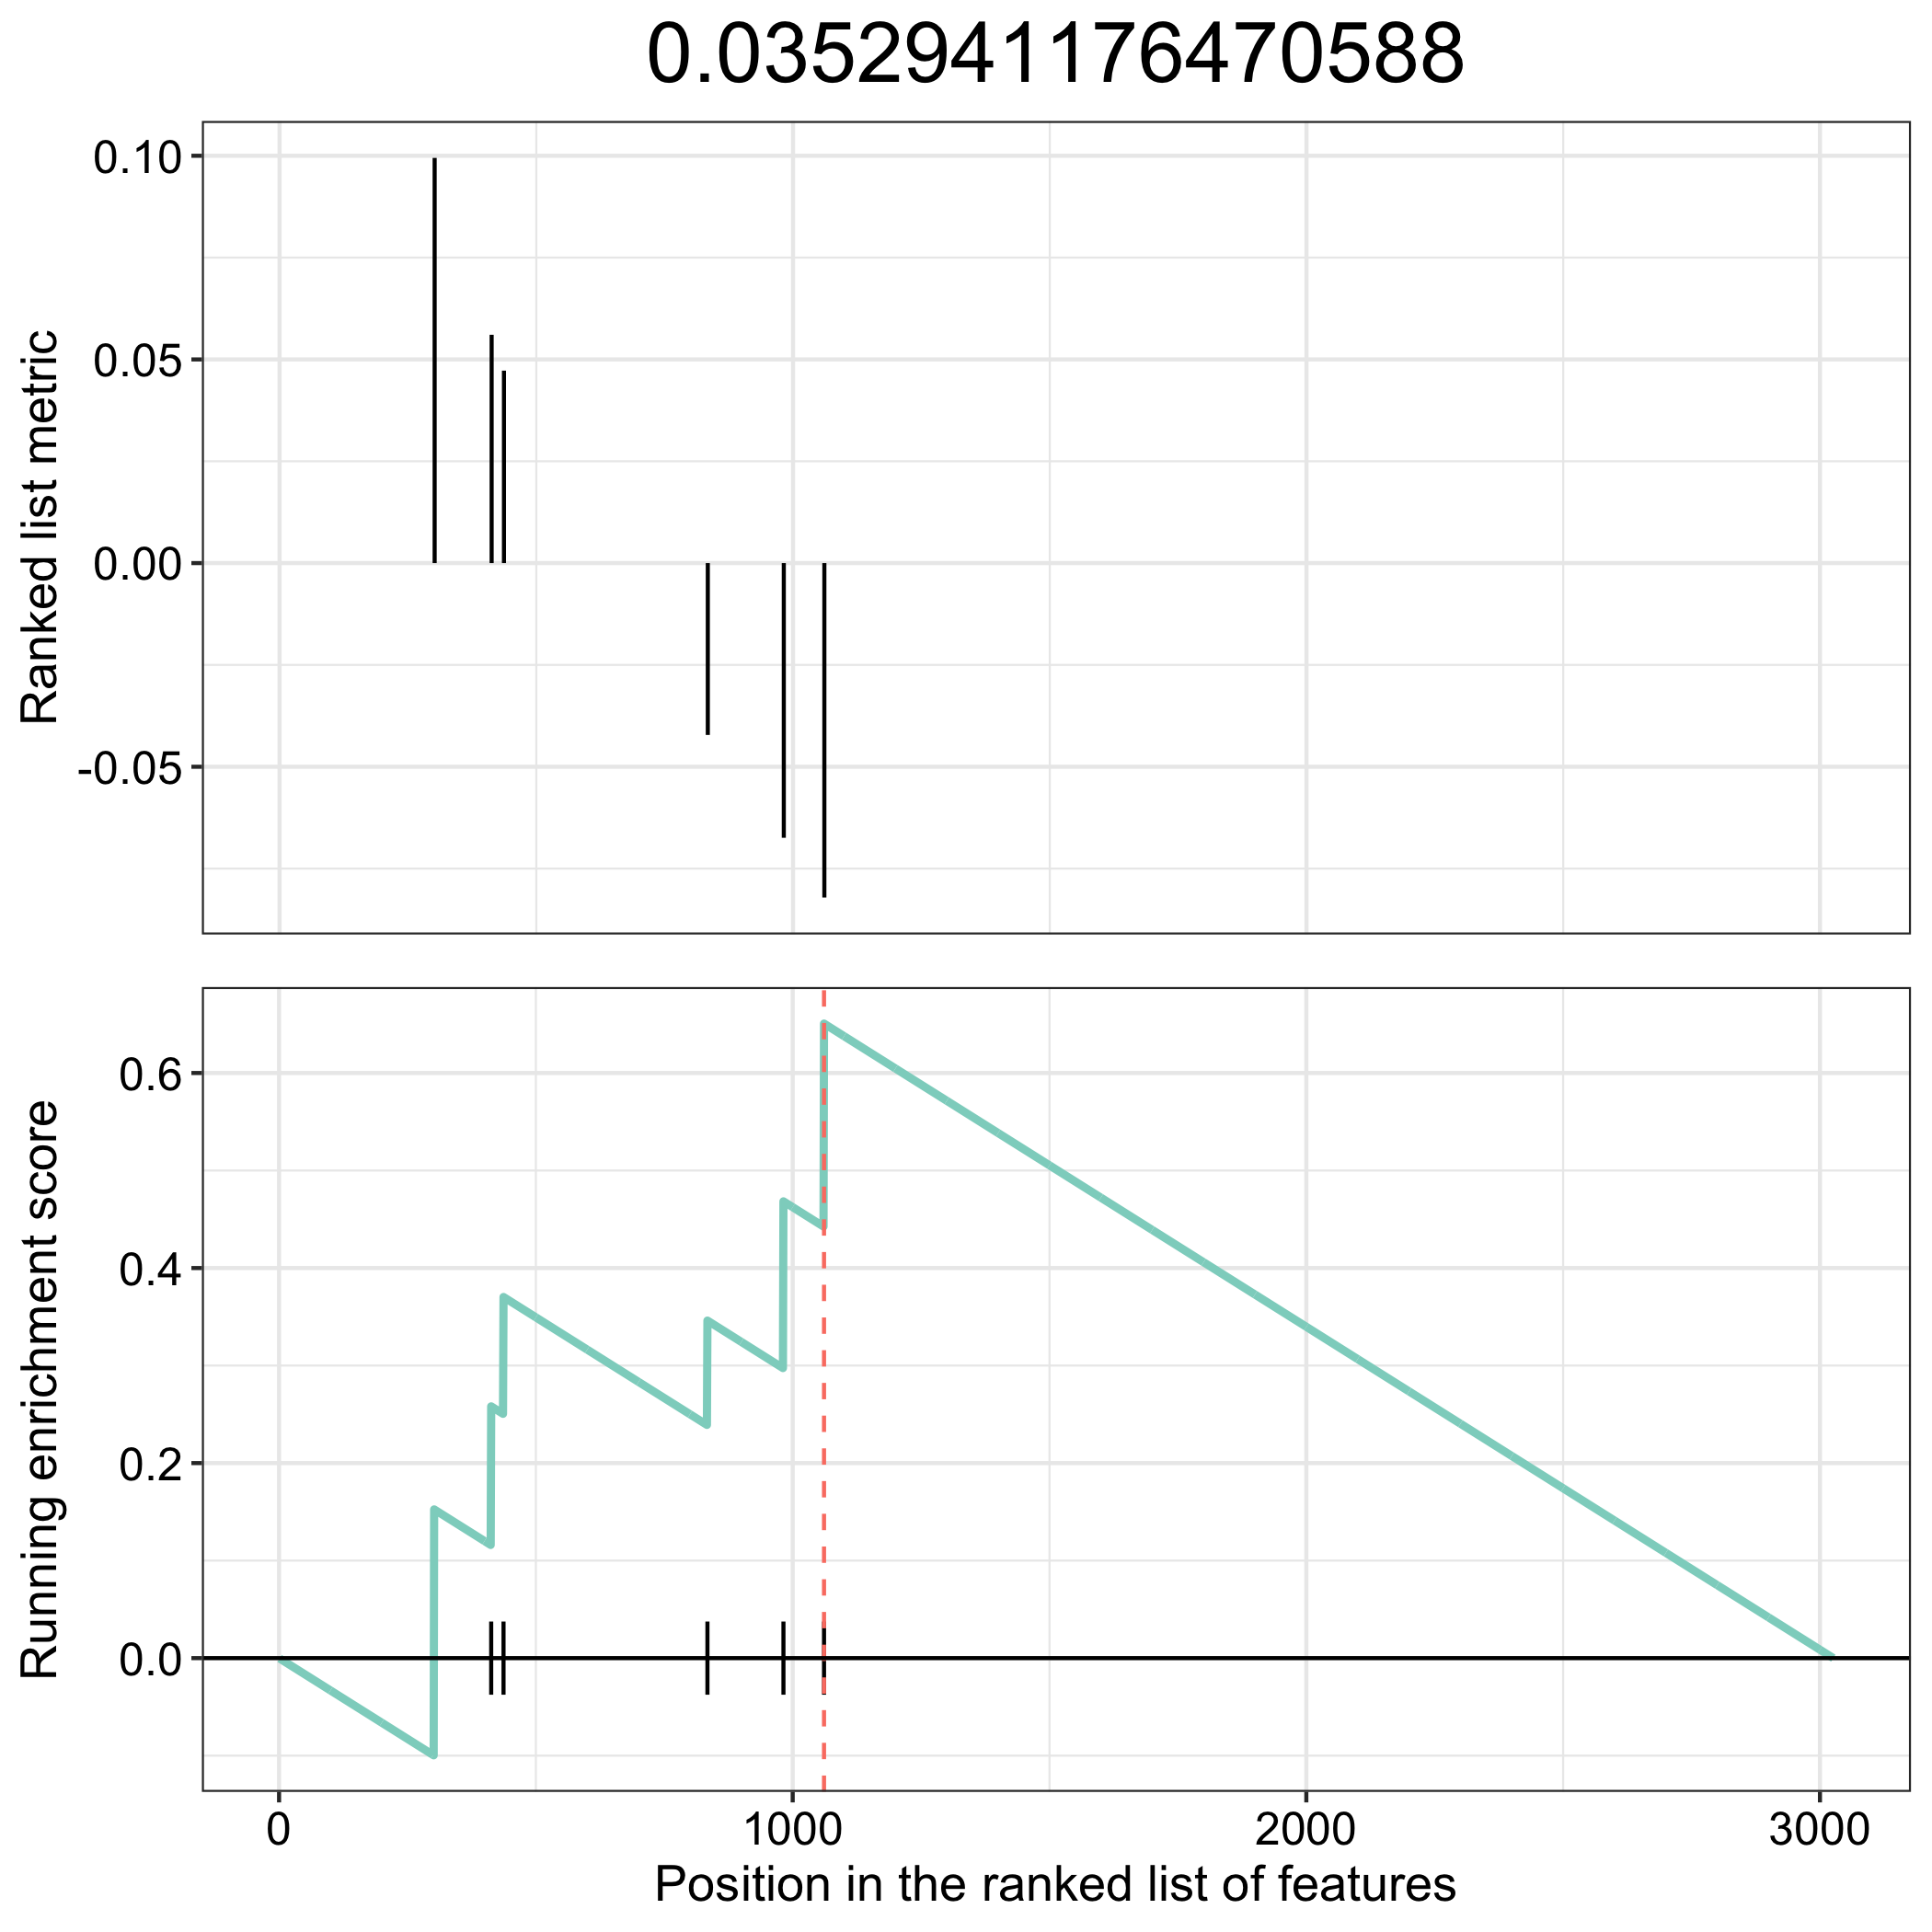 0.0352941176470588
Ranked list metric
0.10
0.05
0.00
-0.05
Running enrichment score
0.6
0.4
0.2
0.0
0 1000 2000 3000
Position in the ranked list of features